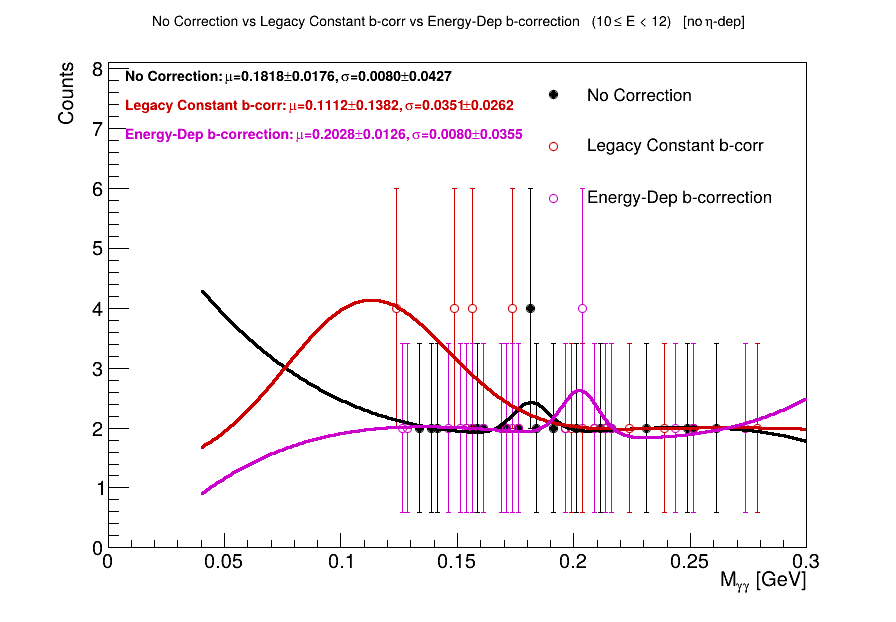 No Correction vs Legacy Constant b-corr vs Energy-Dep b-correction (10 ≤ E < 12) [no η-dep]
Counts
8
7
6
5
4
3
2
1
0
No Correction: μ=0.1818±0.0176, σ=0.0080±0.0427
Legacy Constant b-corr: μ=0.1112±0.1382, σ=0.0351±0.0262
Energy-Dep b-correction: μ=0.2028±0.0126, σ=0.0080±0.0355
No Correction
Legacy Constant b-corr
Energy-Dep b-correction
0 0.05 0.1 0.15 0.2 0.25 0.3
Mγγ [GeV]